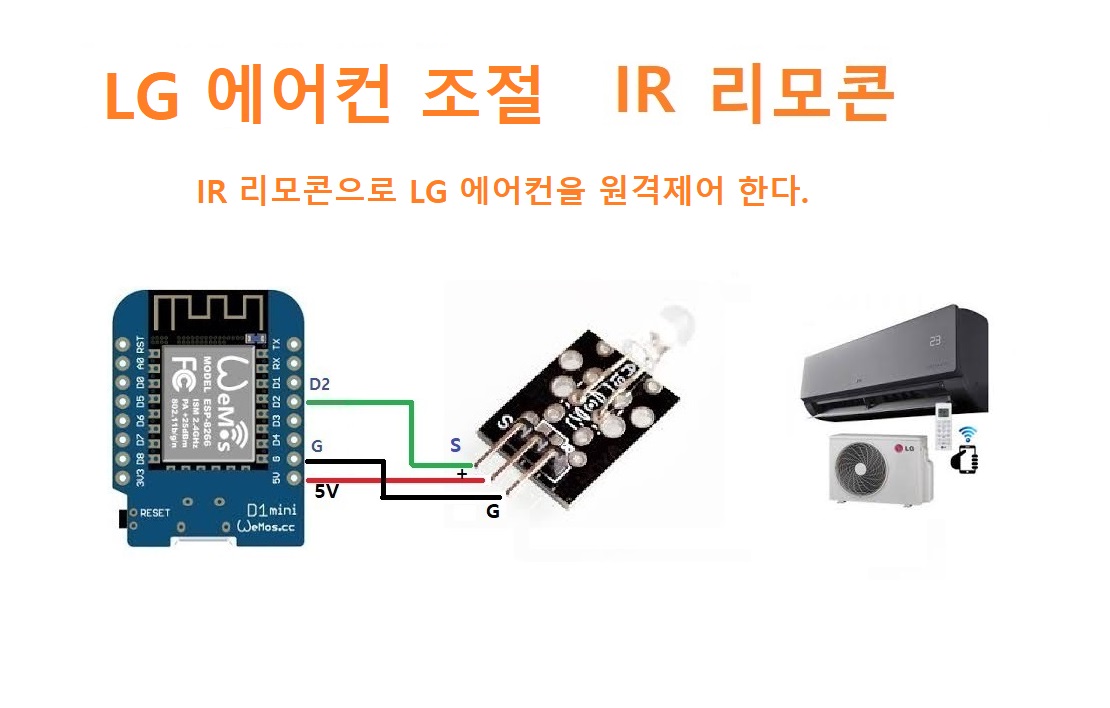 LG 에어컨 조절 IR 리모콘
IR 리모콘으로 LG 에어컨을 원격제어 한다.
RST
A0
D0
D5
D6
D7
D8
3V3
TX
RX
D1
D2
D3
D4
G
5V
WeMos
MODEL ESP-8266
ISM 2.4GHz
PA +25dBm
802.11b/g/n
FC
RESET
D1 mini
WeMos.cc
D2
G
5V
S
+
G
S
23
LG